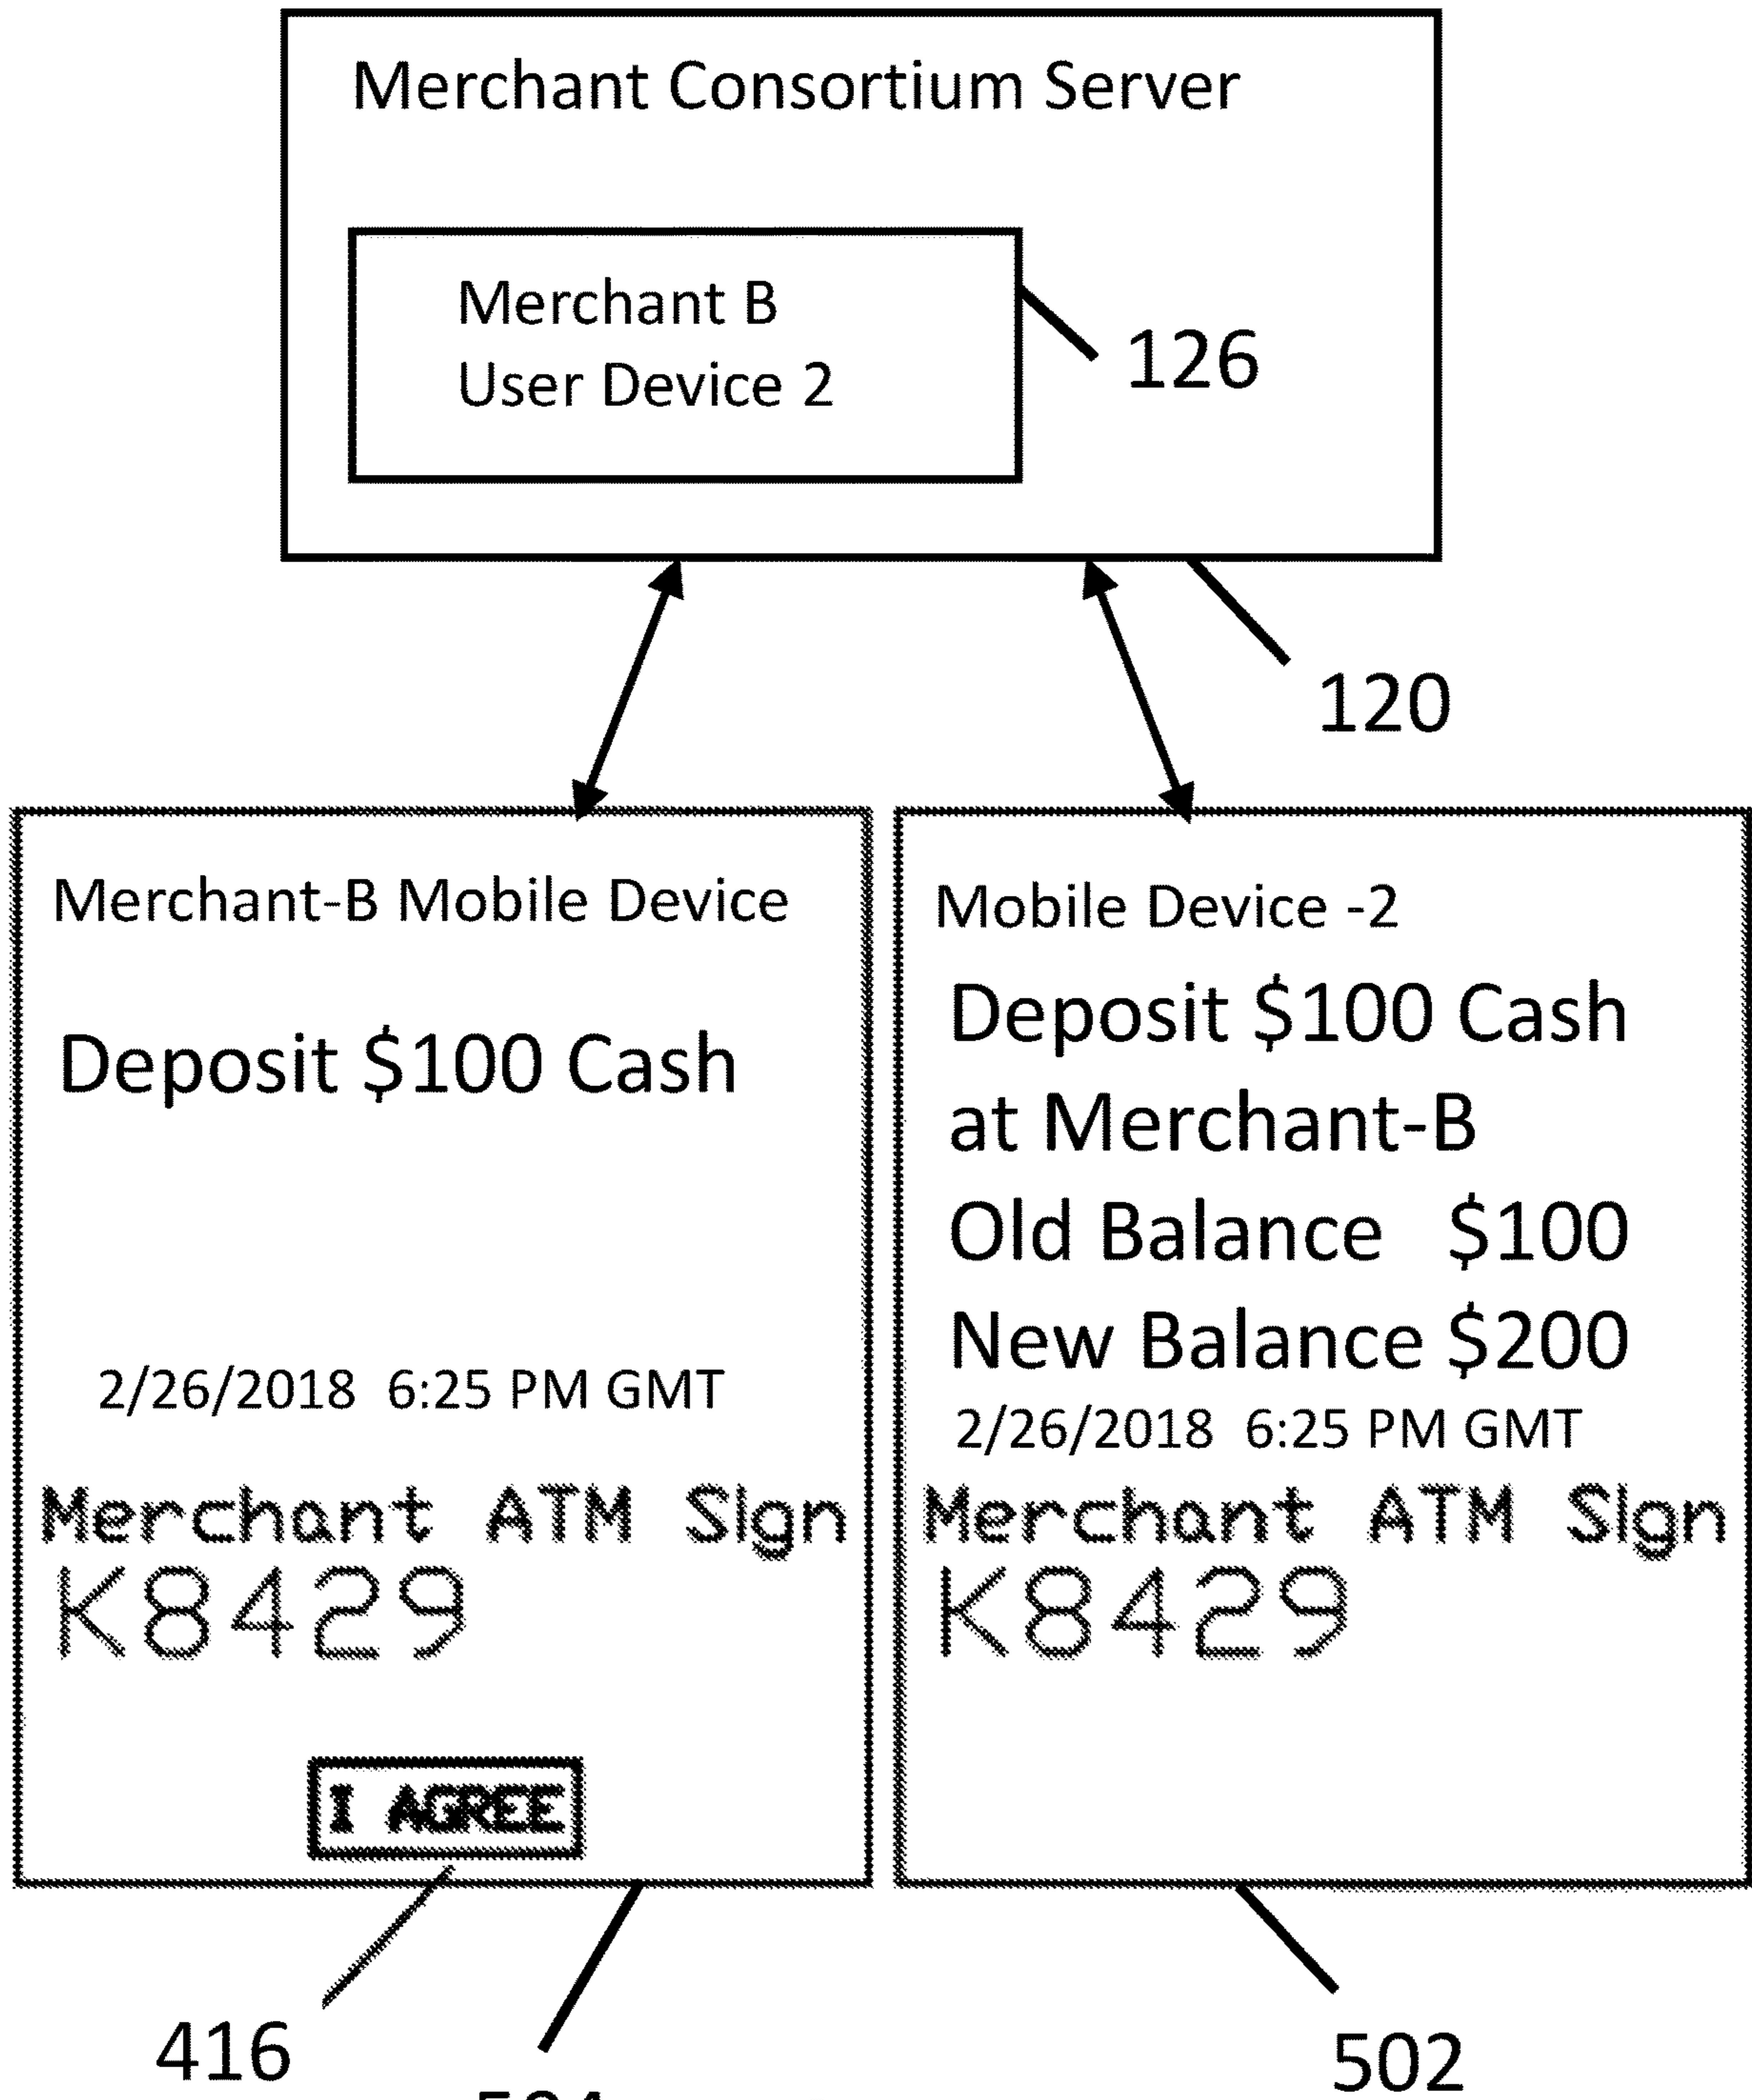 Merchant Consortium Server
Merchant B
User Device 2
126
120
Merchant-B Mobile Device
Deposit $100 Cash
2/26/2018 6:25 PM GMT
Merchant ATM Sign
K8429
I AGREE
Mobile Device -2
Deposit $100 Cash
at Merchant-B
Old Balance $100
New Balance $200
2/26/2018 6:25 PM GMT
Merchant ATM Sign
K8429
416
502